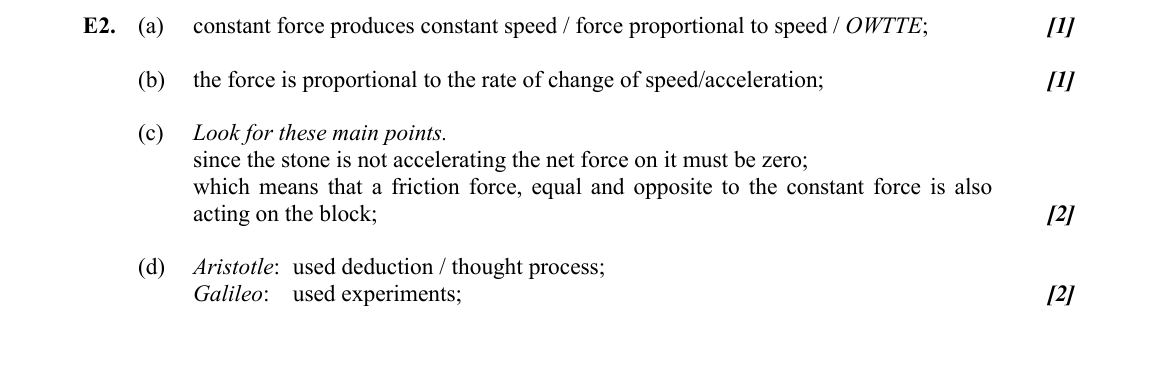 E2. (a) constant force produces constant speed / force proportional to speed / OWTTE; [1]
(b) the force is proportional to the rate of change of speed/acceleration; [1]
(c) Look for these main points.
since the stone is not accelerating the net force on it must be zero;
which means that a friction force, equal and opposite to the constant force is also
acting on the block; [2]
(d) Aristotle: used deduction / thought process;
Galileo: used experiments; [2]